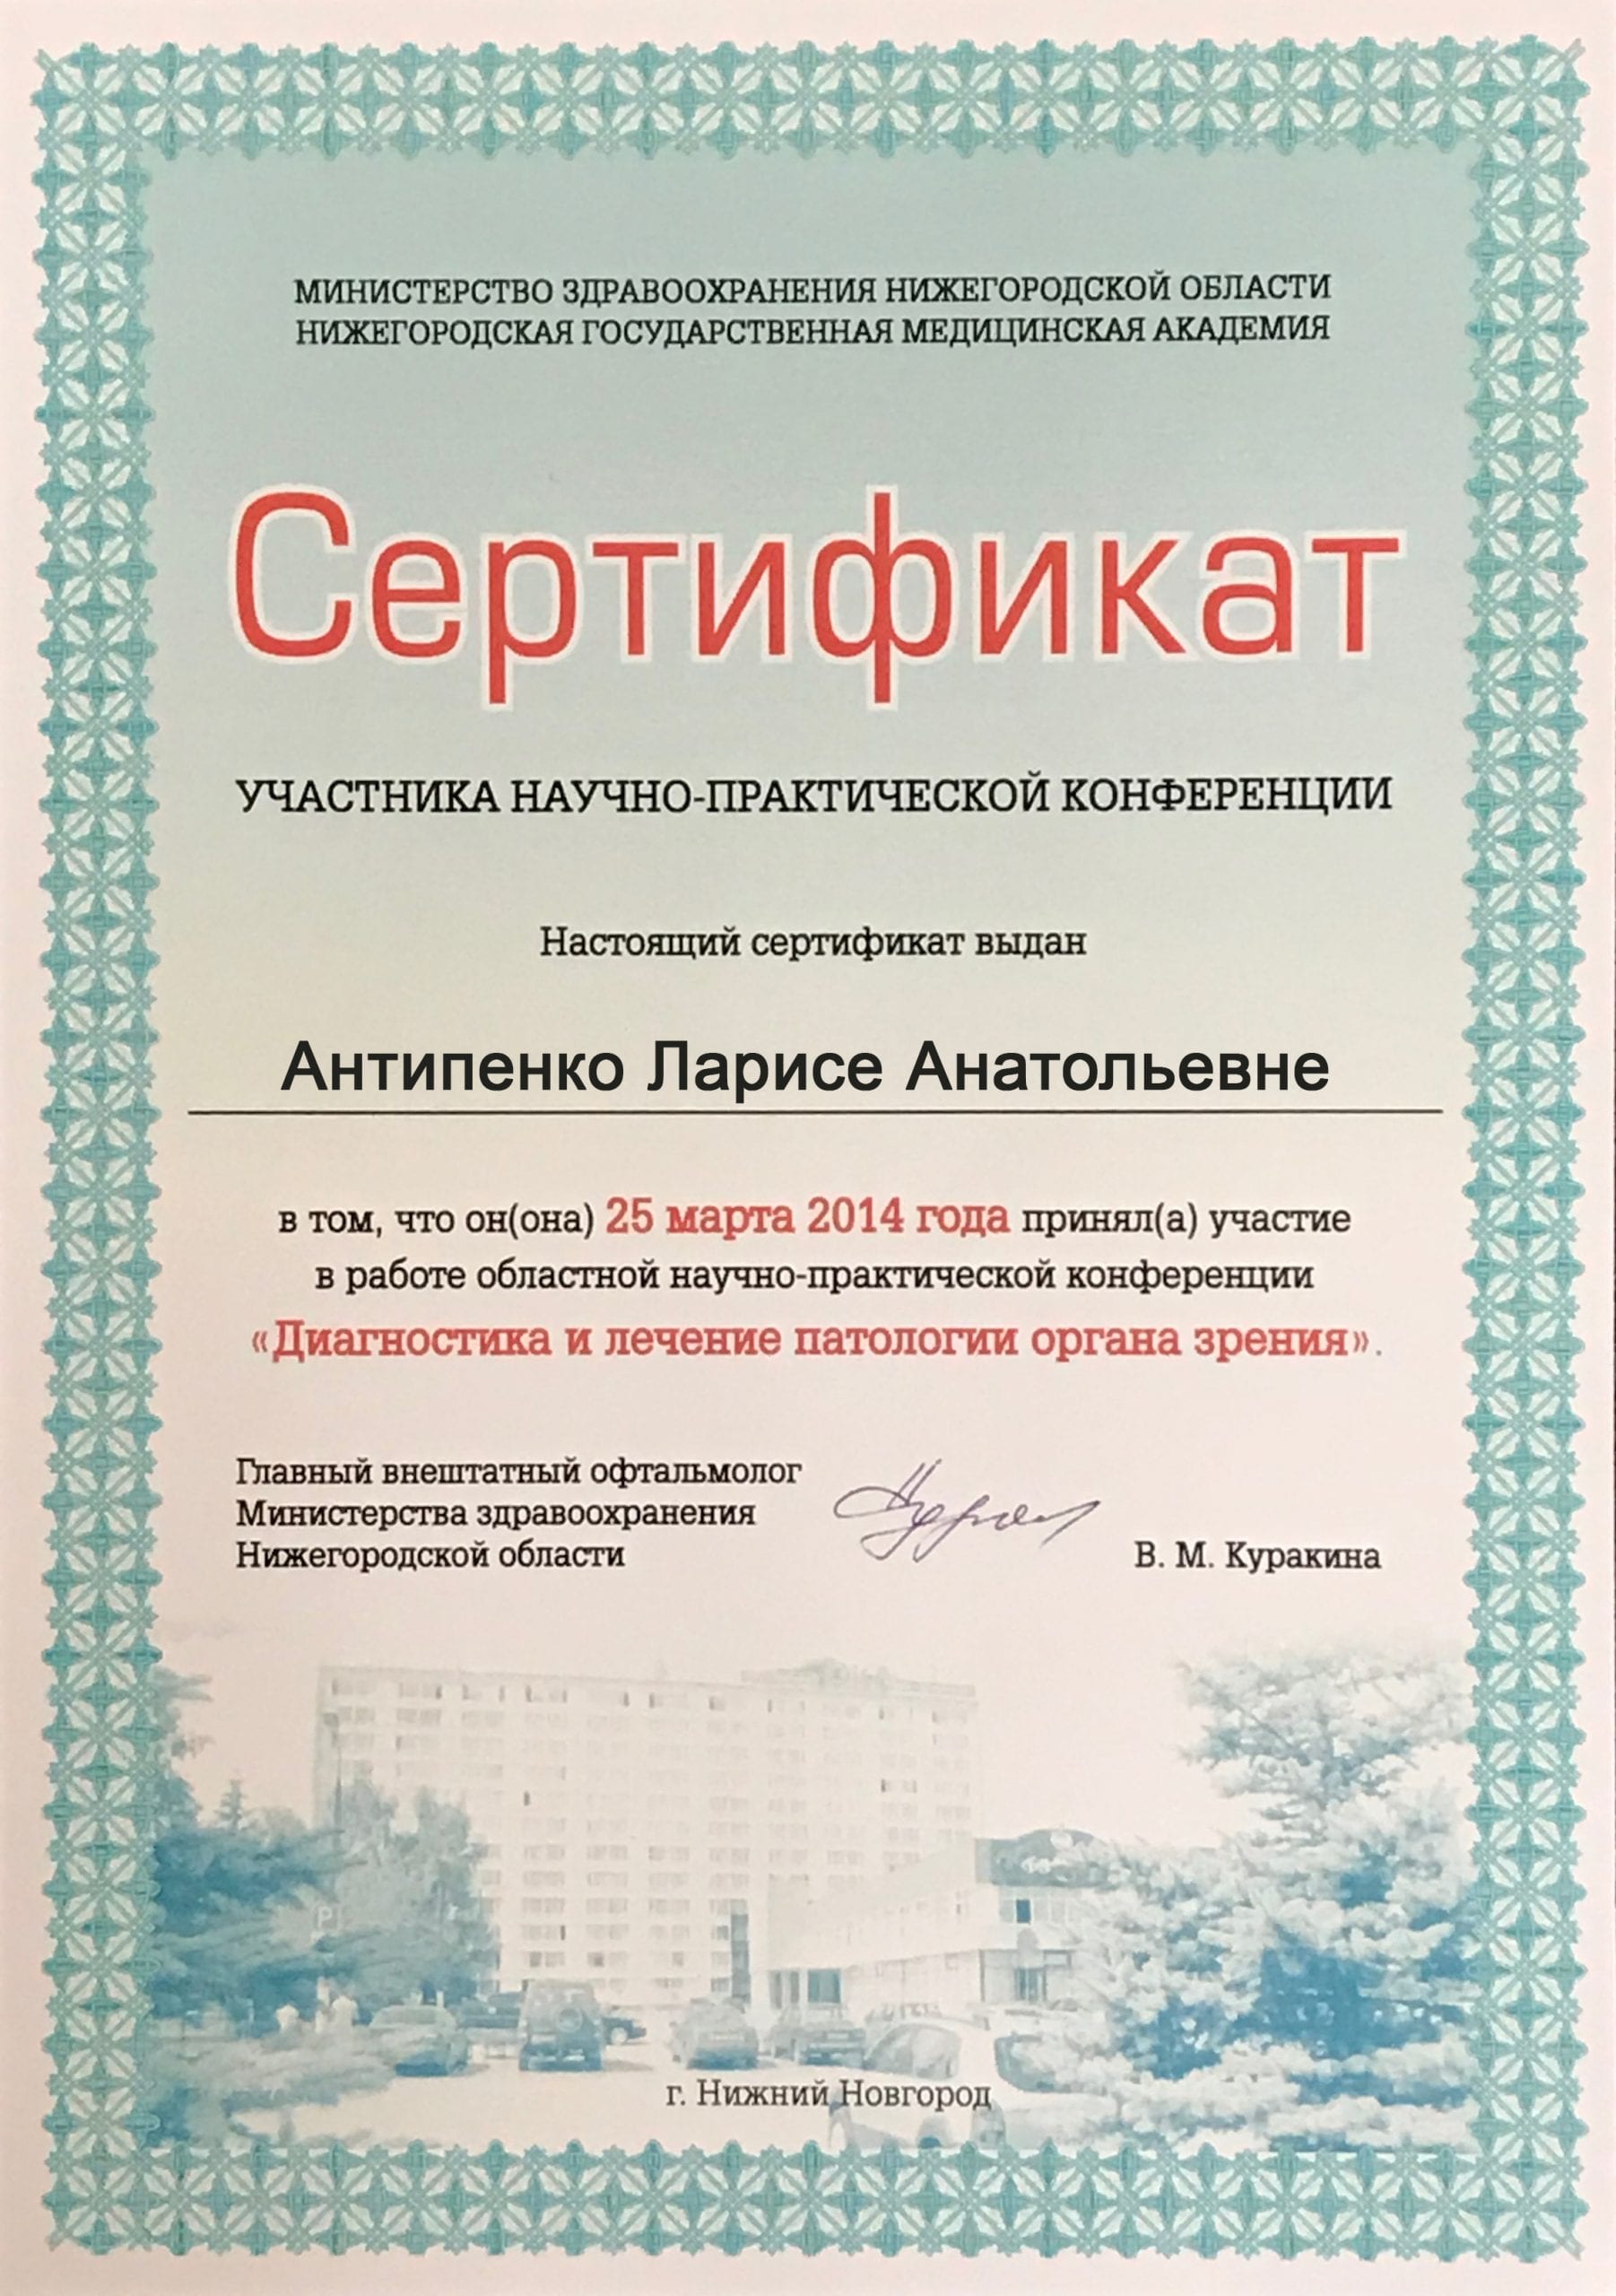 МИНИСТЕРСТВО ЗДРАВООХРАНЕНИЯ НИЖЕГОРОДСКОЙ ОБЛАСТИ
НИЖЕГОРОДСКАЯ ГОСУДАРСТВЕННАЯ МЕДИЦИНСКАЯ АКАДЕМИЯ
Сертификат
УЧАСТНИКА НАУЧНО-ПРАКТИЧЕСКОЙ КОНФЕРЕНЦИИ
Настоящий сертификат выдан
Антипенко Ларисе Анатольевне
в том, что он(она) 25 марта 2014 года принял(а) участие
в работе областной научно-практической конференции
«Диагностика и лечение патологии органа зрения».
Главный внештатный офтальмолог
Министерства здравоохранения
Нижегородской области
В. М. Куракина
P
г. Нижний Новгород